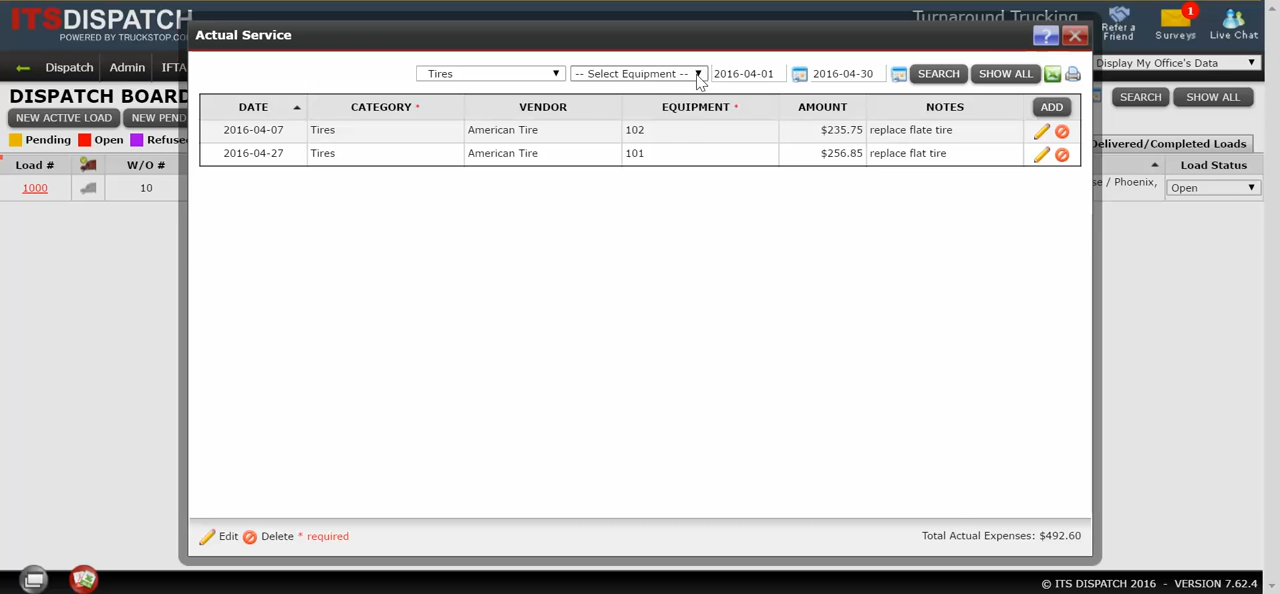 ITSDISPATCH
POWERED BY TRUCKSTOP.CO
Turnaround Trucking
Refer a Friend
1
Surveys
Live Chat
Dispatch
Admin
IFTA
Display My Office's Data
DISPATCH BOARD
SEARCH
SHOW ALL
NEW ACTIVE LOAD
NEW PEND
Pending
Open
Refused
Delivered/Completed Loads
Load #
W/O #
Load Status
1000
10
se / Phoenix,
Open
Actual Service
?
Tires
-- Select Equipment --
2016-04-01
2016-04-30
SEARCH
SHOW ALL
DATE CATEGORY * VENDOR EQUIPMENT * AMOUNT NOTES ADD
2016-04-07 Tires American Tire 102 $235.75 replace flate tire
2016-04-27 Tires American Tire 101 $256.85 replace flat tire
Edit Delete * required
Total Actual Expenses: $492.60
© ITS DISPATCH 2016 - VERSION 7.62.4